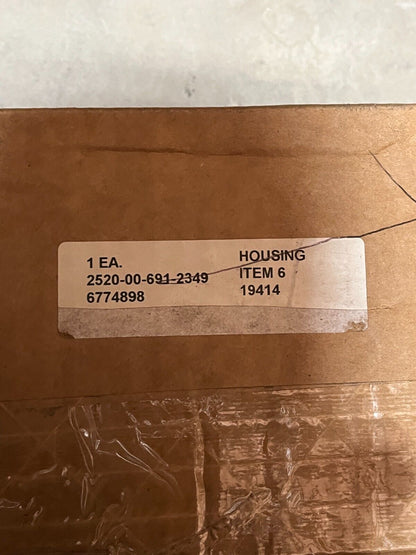 1 EA. HOUSING
2520-00-691-2349 ITEM 6
6774898 19414